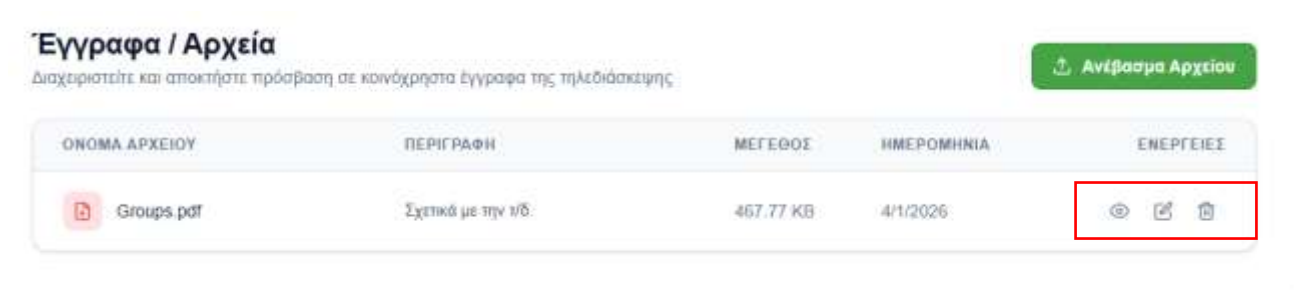 Έγγραφα / Αρχεία
Διαχειριστείτε και αποκτήστε πρόσβαση σε κοινόχρηστα έγγραφα της τηλεδιάσκεψης
Ανέβασμα Αρχείου
ΟΝΟΜΑ ΑΡΧΕΙΟΥ ΠΕΡΙΓΡΑΦΗ ΜΕΓΕΘΟΣ ΗΜΕΡΟΜΗΝΙΑ ΕΝΕΡΓΕΙΕΣ
Groups.pdf Σχετικά με την τ/δ. 467.77 KB 4/1/2026